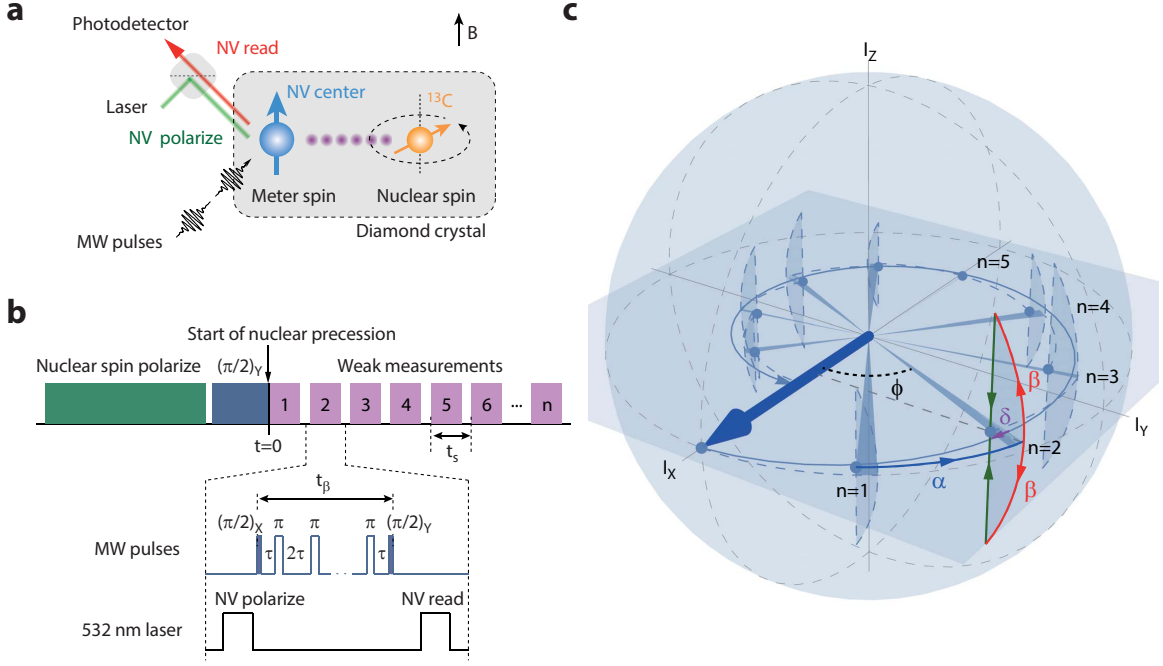 a
Photodetector
NV read
B
Laser
NV center
¹³C
NV polarize
Meter spin
Nuclear spin
MW pulses
Diamond crystal
b
Start of nuclear precession
Nuclear spin polarize
(π/2)Y
Weak measurements
1 2 3 4 5 6 ... n
t=0
ts
tβ
(π/2)X π π π (π/2)Y
MW pulses
τ 2τ τ
NV polarize
NV read
532 nm laser
c
IZ
n=5
n=4
n=3
ϕ
β
δ
IY
n=2
IX
n=1
α
β